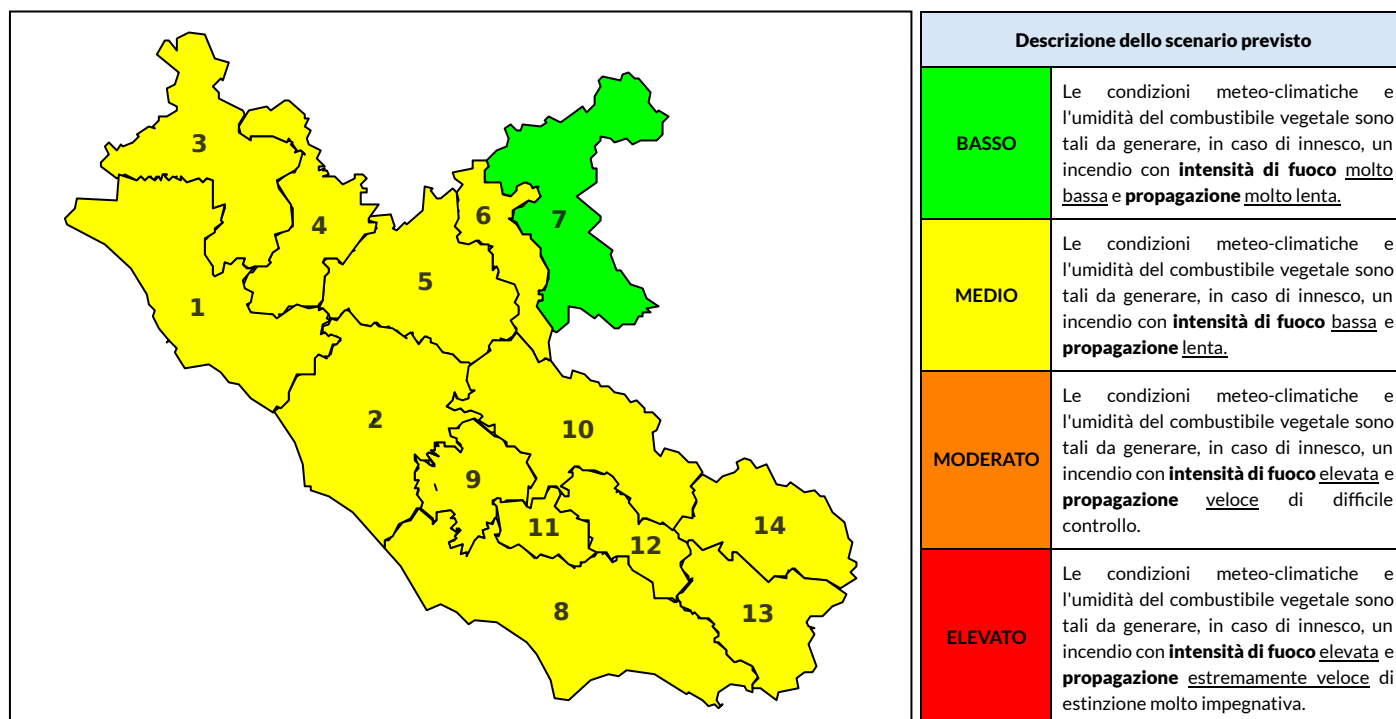 3
4
6
7
5
1
2
10
9
14
11
12
8
13
Descrizione dello scenario previsto
BASSO
Le condizioni meteo-climatiche e
l'umidità del combustibile vegetale sono
tali da generare, in caso di innesco, un
incendio con intensità di fuoco molto
bassa e propagazione molto lenta.
MEDIO
Le condizioni meteo-climatiche e
l'umidità del combustibile vegetale sono
tali da generare, in caso di innesco, un
incendio con intensità di fuoco bassa e
propagazione lenta.
MODERATO
Le condizioni meteo-climatiche e
l'umidità del combustibile vegetale sono
tali da generare, in caso di innesco, un
incendio con intensità di fuoco elevata e
propagazione veloce di difficile
controllo.
ELEVATO
Le condizioni meteo-climatiche e
l'umidità del combustibile vegetale sono
tali da generare, in caso di innesco, un
incendio con intensità di fuoco elevata e
propagazione estremamente veloce di
estinzione molto impegnativa.